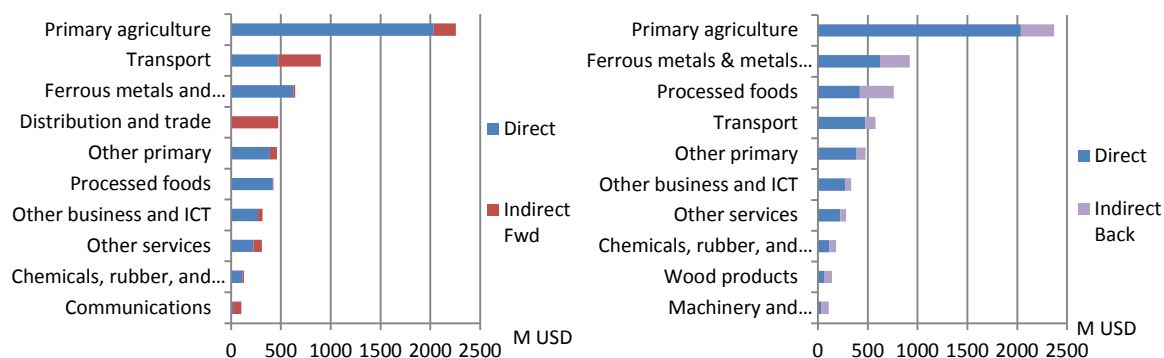 Primary agriculture
Transport
Ferrous metals and...
Distribution and trade
Other primary
Processed foods
Other business and ICT
Other services
Chemicals, rubber, and...
Communications
Direct
Indirect
Fwd
M USD
0 500 1000 1500 2000 2500
Primary agriculture
Ferrous metals & metals...
Processed foods
Transport
Other primary
Other business and ICT
Other services
Chemicals, rubber, and...
Wood products
Machinery and...
Direct
Indirect
Back
M USD
0 500 1000 1500 2000 2500